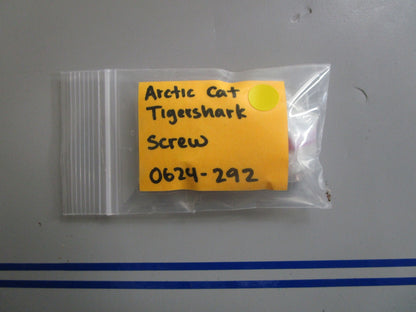 Arctic Cat
Tigershark
Screw
0624-292